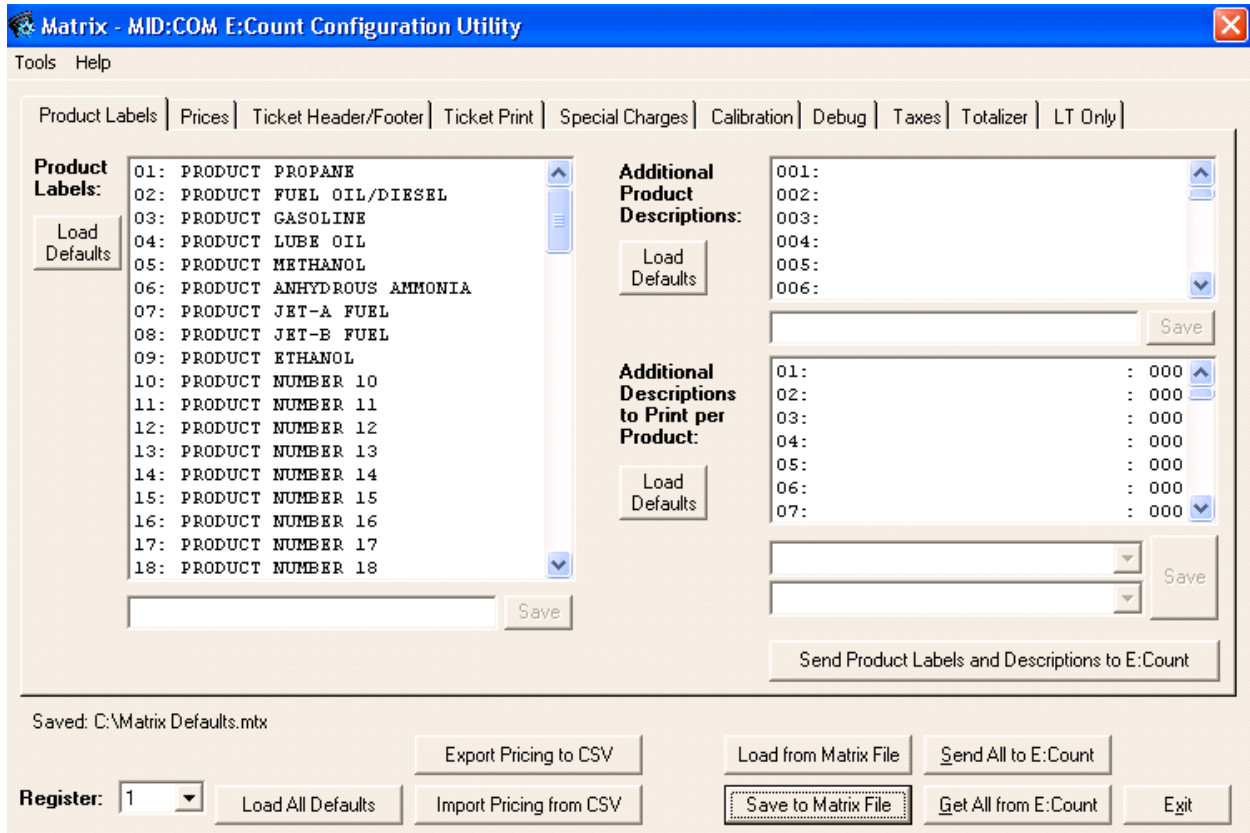 Matrix - MID:COM E:Count Configuration Utility
Tools Help
Product Labels Prices Ticket Header/Footer Ticket Print Special Charges Calibration Debug Taxes Totalizer LT Only
Product
Labels:
Load
Defaults
01: PRODUCT PROPANE
02: PRODUCT FUEL OIL/DIESEL
03: PRODUCT GASOLINE
04: PRODUCT LUBE OIL
05: PRODUCT METHANOL
06: PRODUCT ANHYDROUS AMMONIA
07: PRODUCT JET-A FUEL
08: PRODUCT JET-B FUEL
09: PRODUCT ETHANOL
10: PRODUCT NUMBER 10
11: PRODUCT NUMBER 11
12: PRODUCT NUMBER 12
13: PRODUCT NUMBER 13
14: PRODUCT NUMBER 14
15: PRODUCT NUMBER 15
16: PRODUCT NUMBER 16
17: PRODUCT NUMBER 17
18: PRODUCT NUMBER 18
Save
Additional
Product
Descriptions:
Load
Defaults
001:
002:
003:
004:
005:
006:
Save
Additional
Descriptions
to Print per
Product:
Load
Defaults
01: : 000
02: : 000
03: : 000
04: : 000
05: : 000
06: : 000
07: : 000
Save
Send Product Labels and Descriptions to E:Count
Saved: C:\Matrix Defaults.mtx
Export Pricing to CSV Load from Matrix File Send All to E:Count
Register: 1 Load All Defaults Import Pricing from CSV Save to Matrix File Get All from E:Count Exit